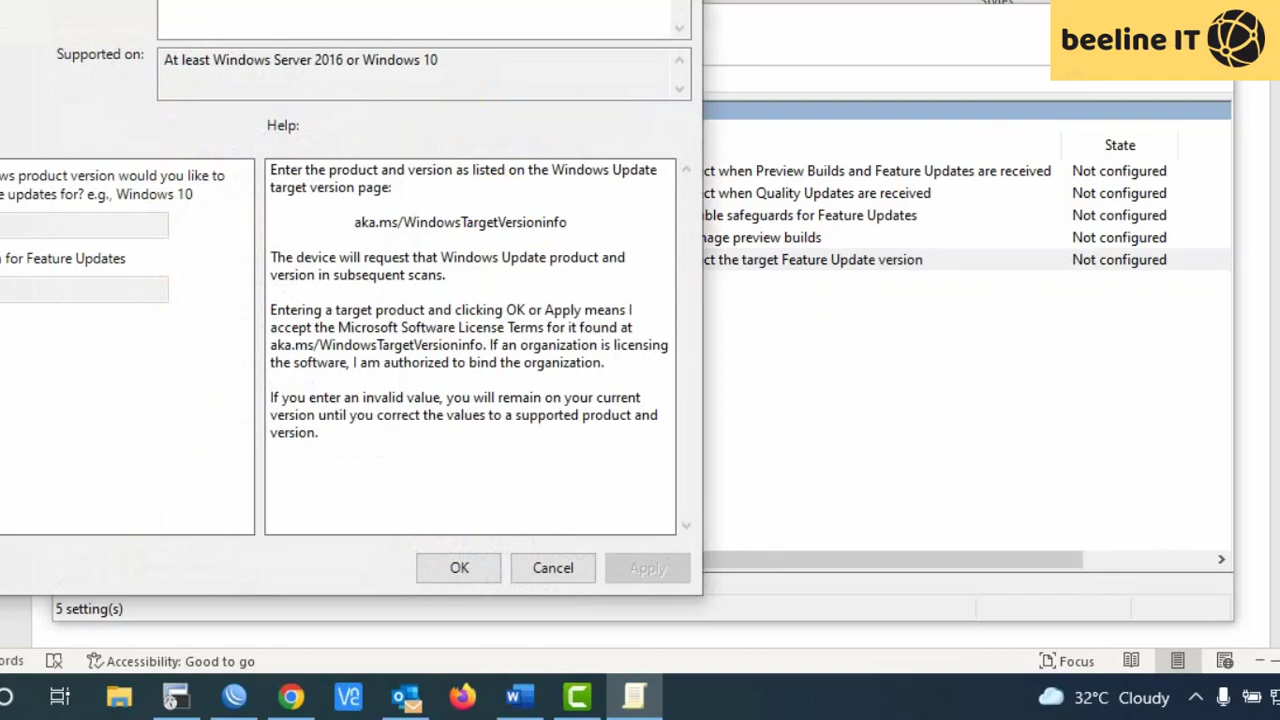 beeline IT
Supported on:
At least Windows Server 2016 or Windows 10
Help:
ws product version would you like to
e updates for? e.g., Windows 10
n for Feature Updates
Enter the product and version as listed on the Windows Update
target version page:
aka.ms/WindowsTargetVersioninfo
The device will request that Windows Update product and
version in subsequent scans.
Entering a target product and clicking OK or Apply means I
accept the Microsoft Software License Terms for it found at
aka.ms/WindowsTargetVersioninfo. If an organization is licensing
the software, I am authorized to bind the organization.
If you enter an invalid value, you will remain on your current
version until you correct the values to a supported product and
version.
OK
Cancel
Apply
State
ct when Preview Builds and Feature Updates are received
Not configured
ct when Quality Updates are received
Not configured
ble safeguards for Feature Updates
Not configured
nage preview builds
Not configured
ct the target Feature Update version
Not configured
5 setting(s)
ords
Accessibility: Good to go
Focus
32°C Cloudy